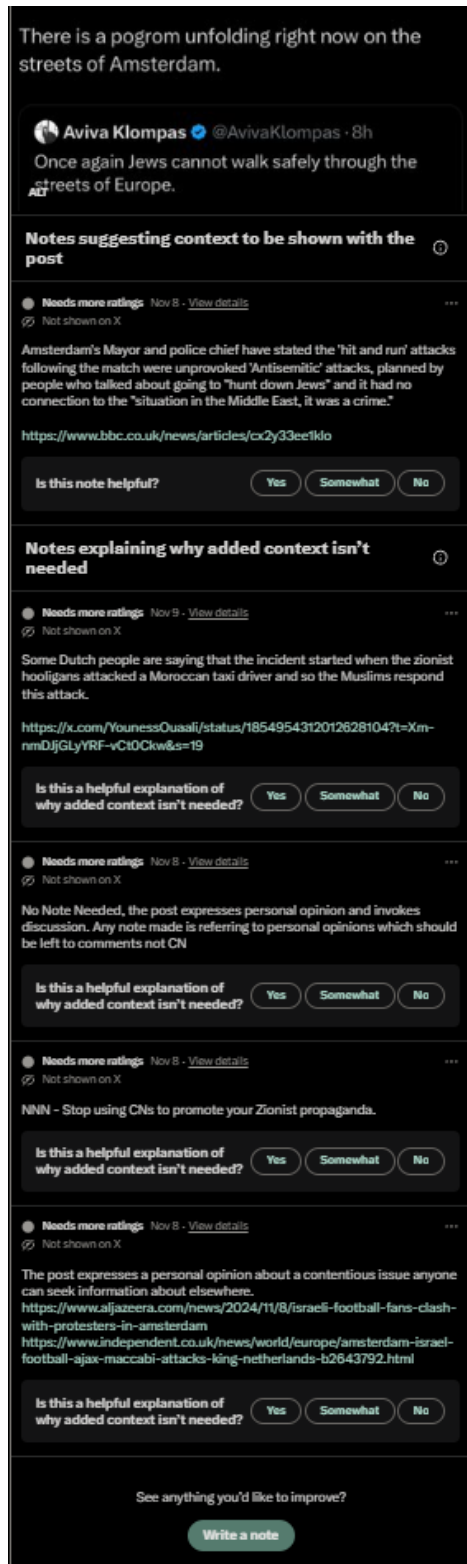 There is a pogrom unfolding right now on the
streets of Amsterdam.
Aviva Klompas @AvivaKlompas · 8h
Once again Jews cannot walk safely through the
streets of Europe.
ALT
Notes suggesting context to be shown with the
post
Needs more ratings Nov 8 - View details
Not shown on X
Amsterdam's Mayor and police chief have stated the 'hit and run' attacks
following the match were unprovoked 'Antisemitic' attacks, planned by
people who talked about going to "hunt down Jews" and it had no
connection to the "situation in the Middle East, it was a crime."
https://www.bbc.co.uk/news/articles/cx2y33ee1klo
Is this note helpful? Yes Somewhat No
Notes explaining why added context isn't
needed
Needs more ratings Nov 9 - View details
Not shown on X
Some Dutch people are saying that the incident started when the zionist
hooligans attacked a Moroccan taxi driver and so the Muslims respond
this attack.
https://x.com/YounessOuaali/status/1854954312012628104?t=Xm-
nmDJjGLyYRF-vCt0Ckw&s=19
Is this a helpful explanation of
why added context isn't needed? Yes Somewhat No
Needs more ratings Nov 8 - View details
Not shown on X
No Note Needed, the post expresses personal opinion and invokes
discussion. Any note made is referring to personal opinions which should
be left to comments not CN
Is this a helpful explanation of
why added context isn't needed? Yes Somewhat No
Needs more ratings Nov 8 - View details
Not shown on X
NNN - Stop using CNs to promote your Zionist propaganda.
Is this a helpful explanation of
why added context isn't needed? Yes Somewhat No
Needs more ratings Nov 8 - View details
Not shown on X
The post expresses a personal opinion about a contentious issue anyone
can seek information about elsewhere.
https://www.aljazeera.com/news/2024/11/8/israeli-football-fans-clash-
with-protesters-in-amsterdam
https://www.independent.co.uk/news/world/europe/amsterdam-israel-
football-ajax-maccabi-attacks-king-netherlands-b2643792.html
Is this a helpful explanation of
why added context isn't needed? Yes Somewhat No
See anything you'd like to improve?
Write a note